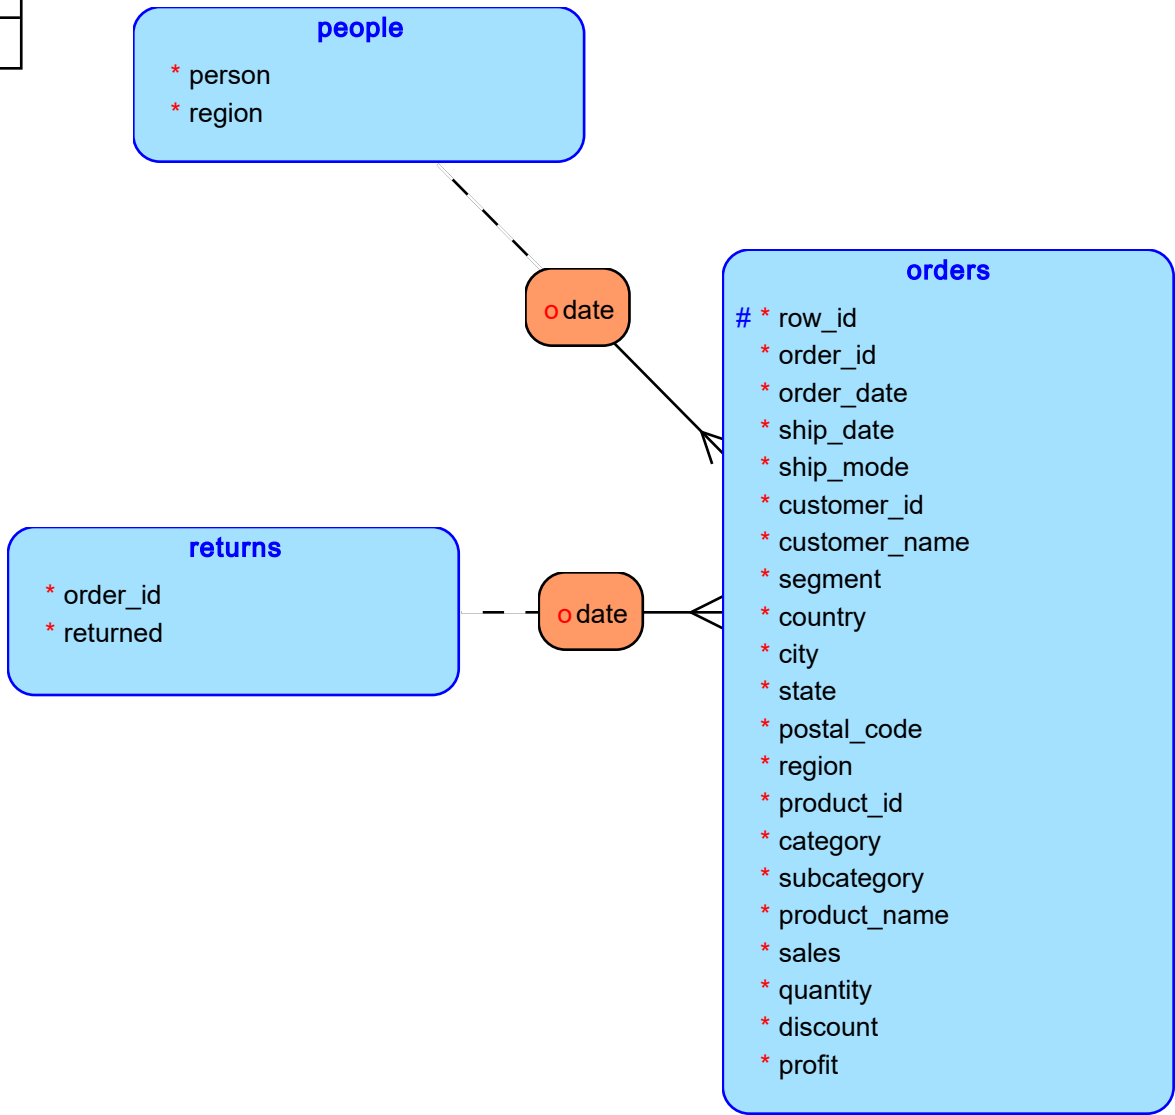 people
* person
* region
o date
orders
# * row_id
* order_id
* order_date
* ship_date
* ship_mode
* customer_id
* customer_name
* segment
* country
* city
* state
* postal_code
* region
* product_id
* category
* subcategory
* product_name
* sales
* quantity
* discount
* profit
returns
* order_id
* returned
o date